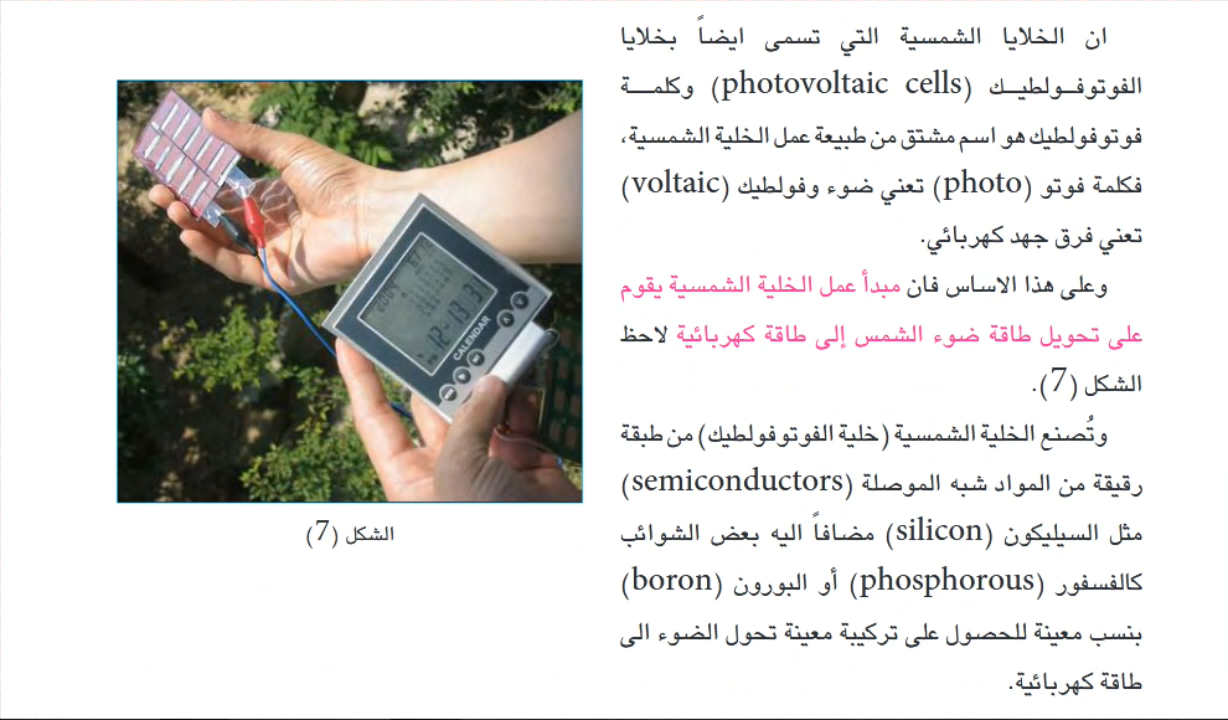 ان الخلايا الشمسية التي تسمى ايضاً بخلايا
الفوتوفولطيك (photovoltaic cells) وكلمة
فوتوفولطيك هو اسم مشتق من طبيعة عمل الخلية الشمسية،
فكلمة فوتو (photo) تعني ضوء وفولطيك (voltaic)
تعني فرق جهد كهربائي.
وعلى هذا الاساس فان مبدأ عمل الخلية الشمسية يقوم
على تحويل طاقة ضوء الشمس إلى طاقة كهربائية لاحظ
الشكل (7).
وتُصنع الخلية الشمسية (خلية الفوتوفولطيك) من طبقة
رقيقة من المواد شبه الموصلة (semiconductors)
مثل السيليكون (silicon) مضافاً اليه بعض الشوائب
كالفسفور (phosphorous) أو البورون (boron)
بنسب معينة للحصول على تركيبة معينة تحول الضوء الى
طاقة كهربائية.
CALENDAR
الشكل (7)